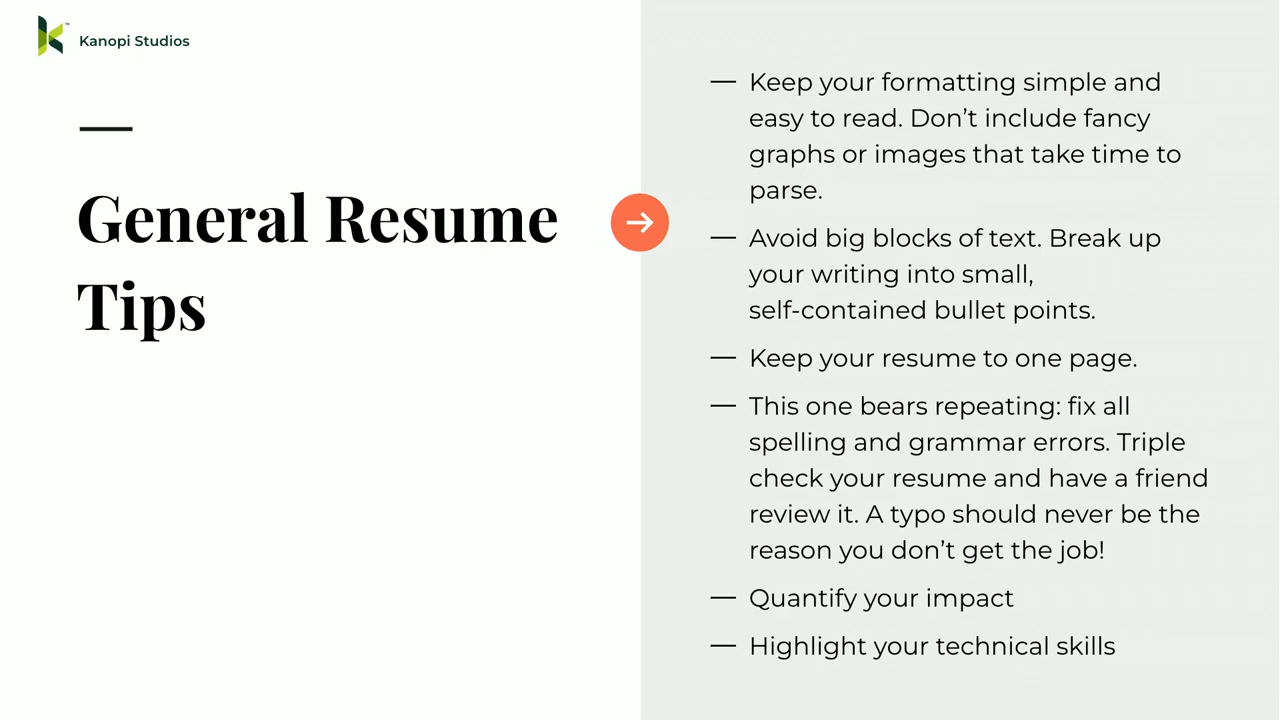 Kanopi Studios
General Resume
Tips
— Keep your formatting simple and
easy to read. Don’t include fancy
graphs or images that take time to
parse.
— Avoid big blocks of text. Break up
your writing into small,
self-contained bullet points.
— Keep your resume to one page.
— This one bears repeating: fix all
spelling and grammar errors. Triple
check your resume and have a friend
review it. A typo should never be the
reason you don’t get the job!
— Quantify your impact
— Highlight your technical skills